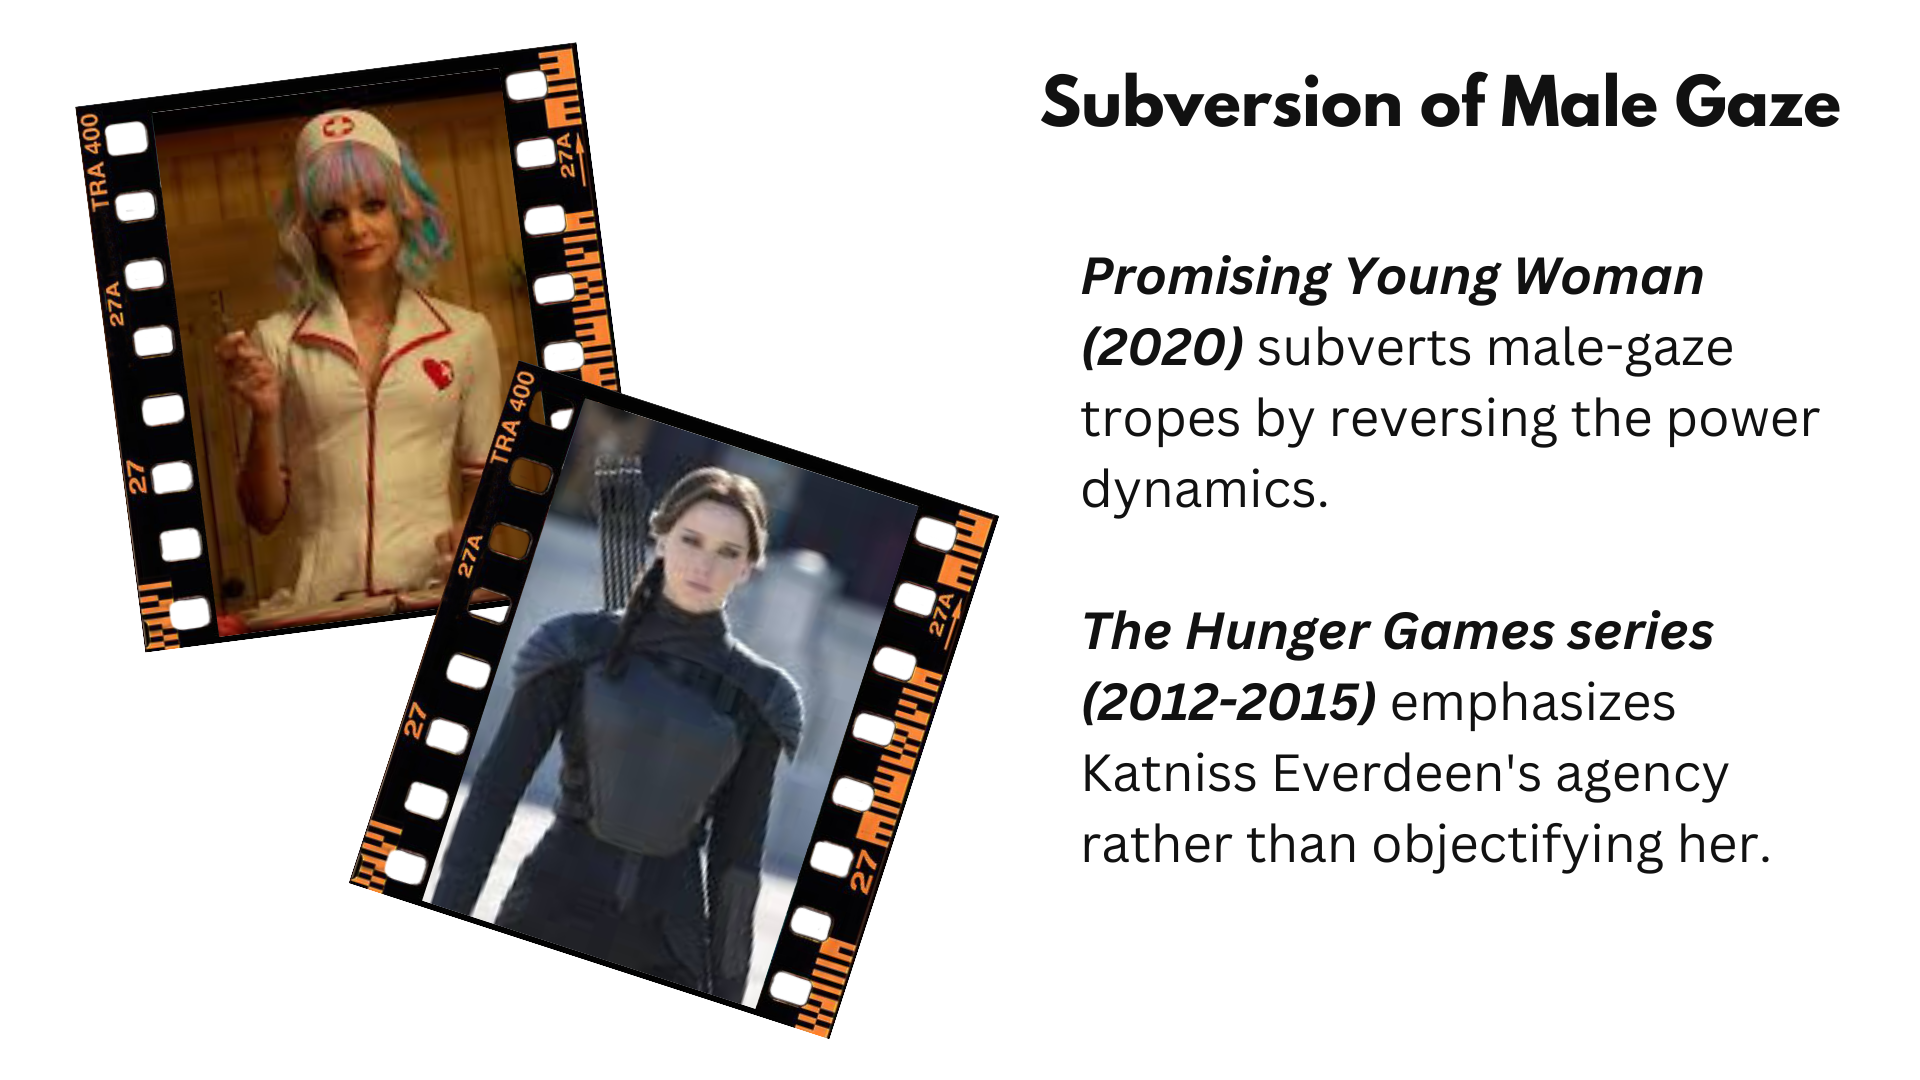 Subversion of Male Gaze
Promising Young Woman
(2020) subverts male-gaze
tropes by reversing the power
dynamics.
The Hunger Games series
(2012-2015) emphasizes
Katniss Everdeen's agency
rather than objectifying her.
TRA 400
27A
27
27A
TRA 400
27A
27
27A
27